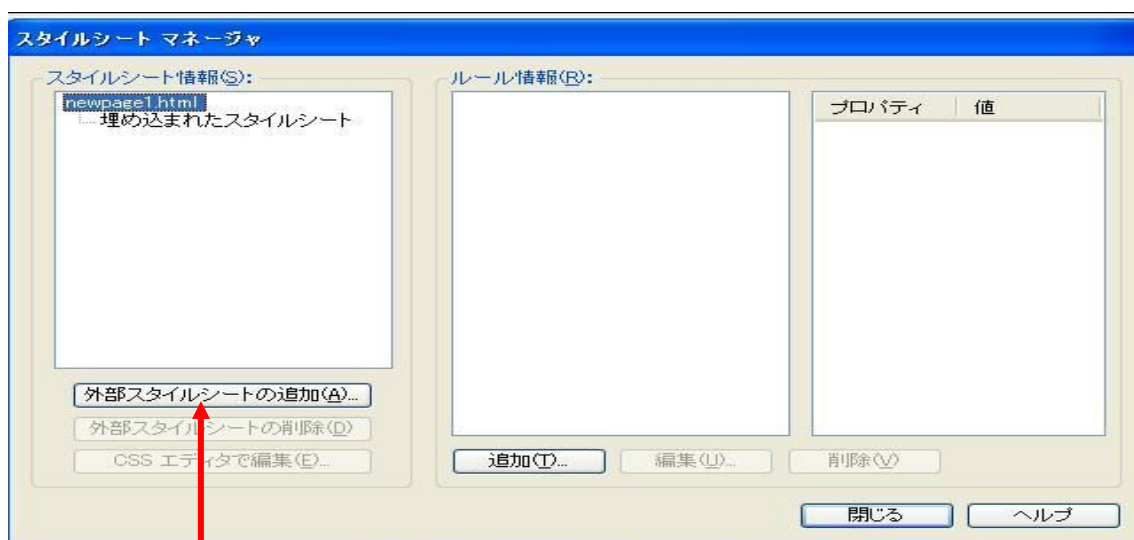 スタイルシート マネージャ
スタイルシート情報(S):
newpage1.html
埋め込まれたスタイルシート
外部スタイルシートの追加(A)...
外部スタイルシートの削除(D)
CSS エディタで編集(E)...
ルール情報(R):
プロパティ 値
追加(T)... 編集(U)... 削除(V)
閉じる ヘルプ